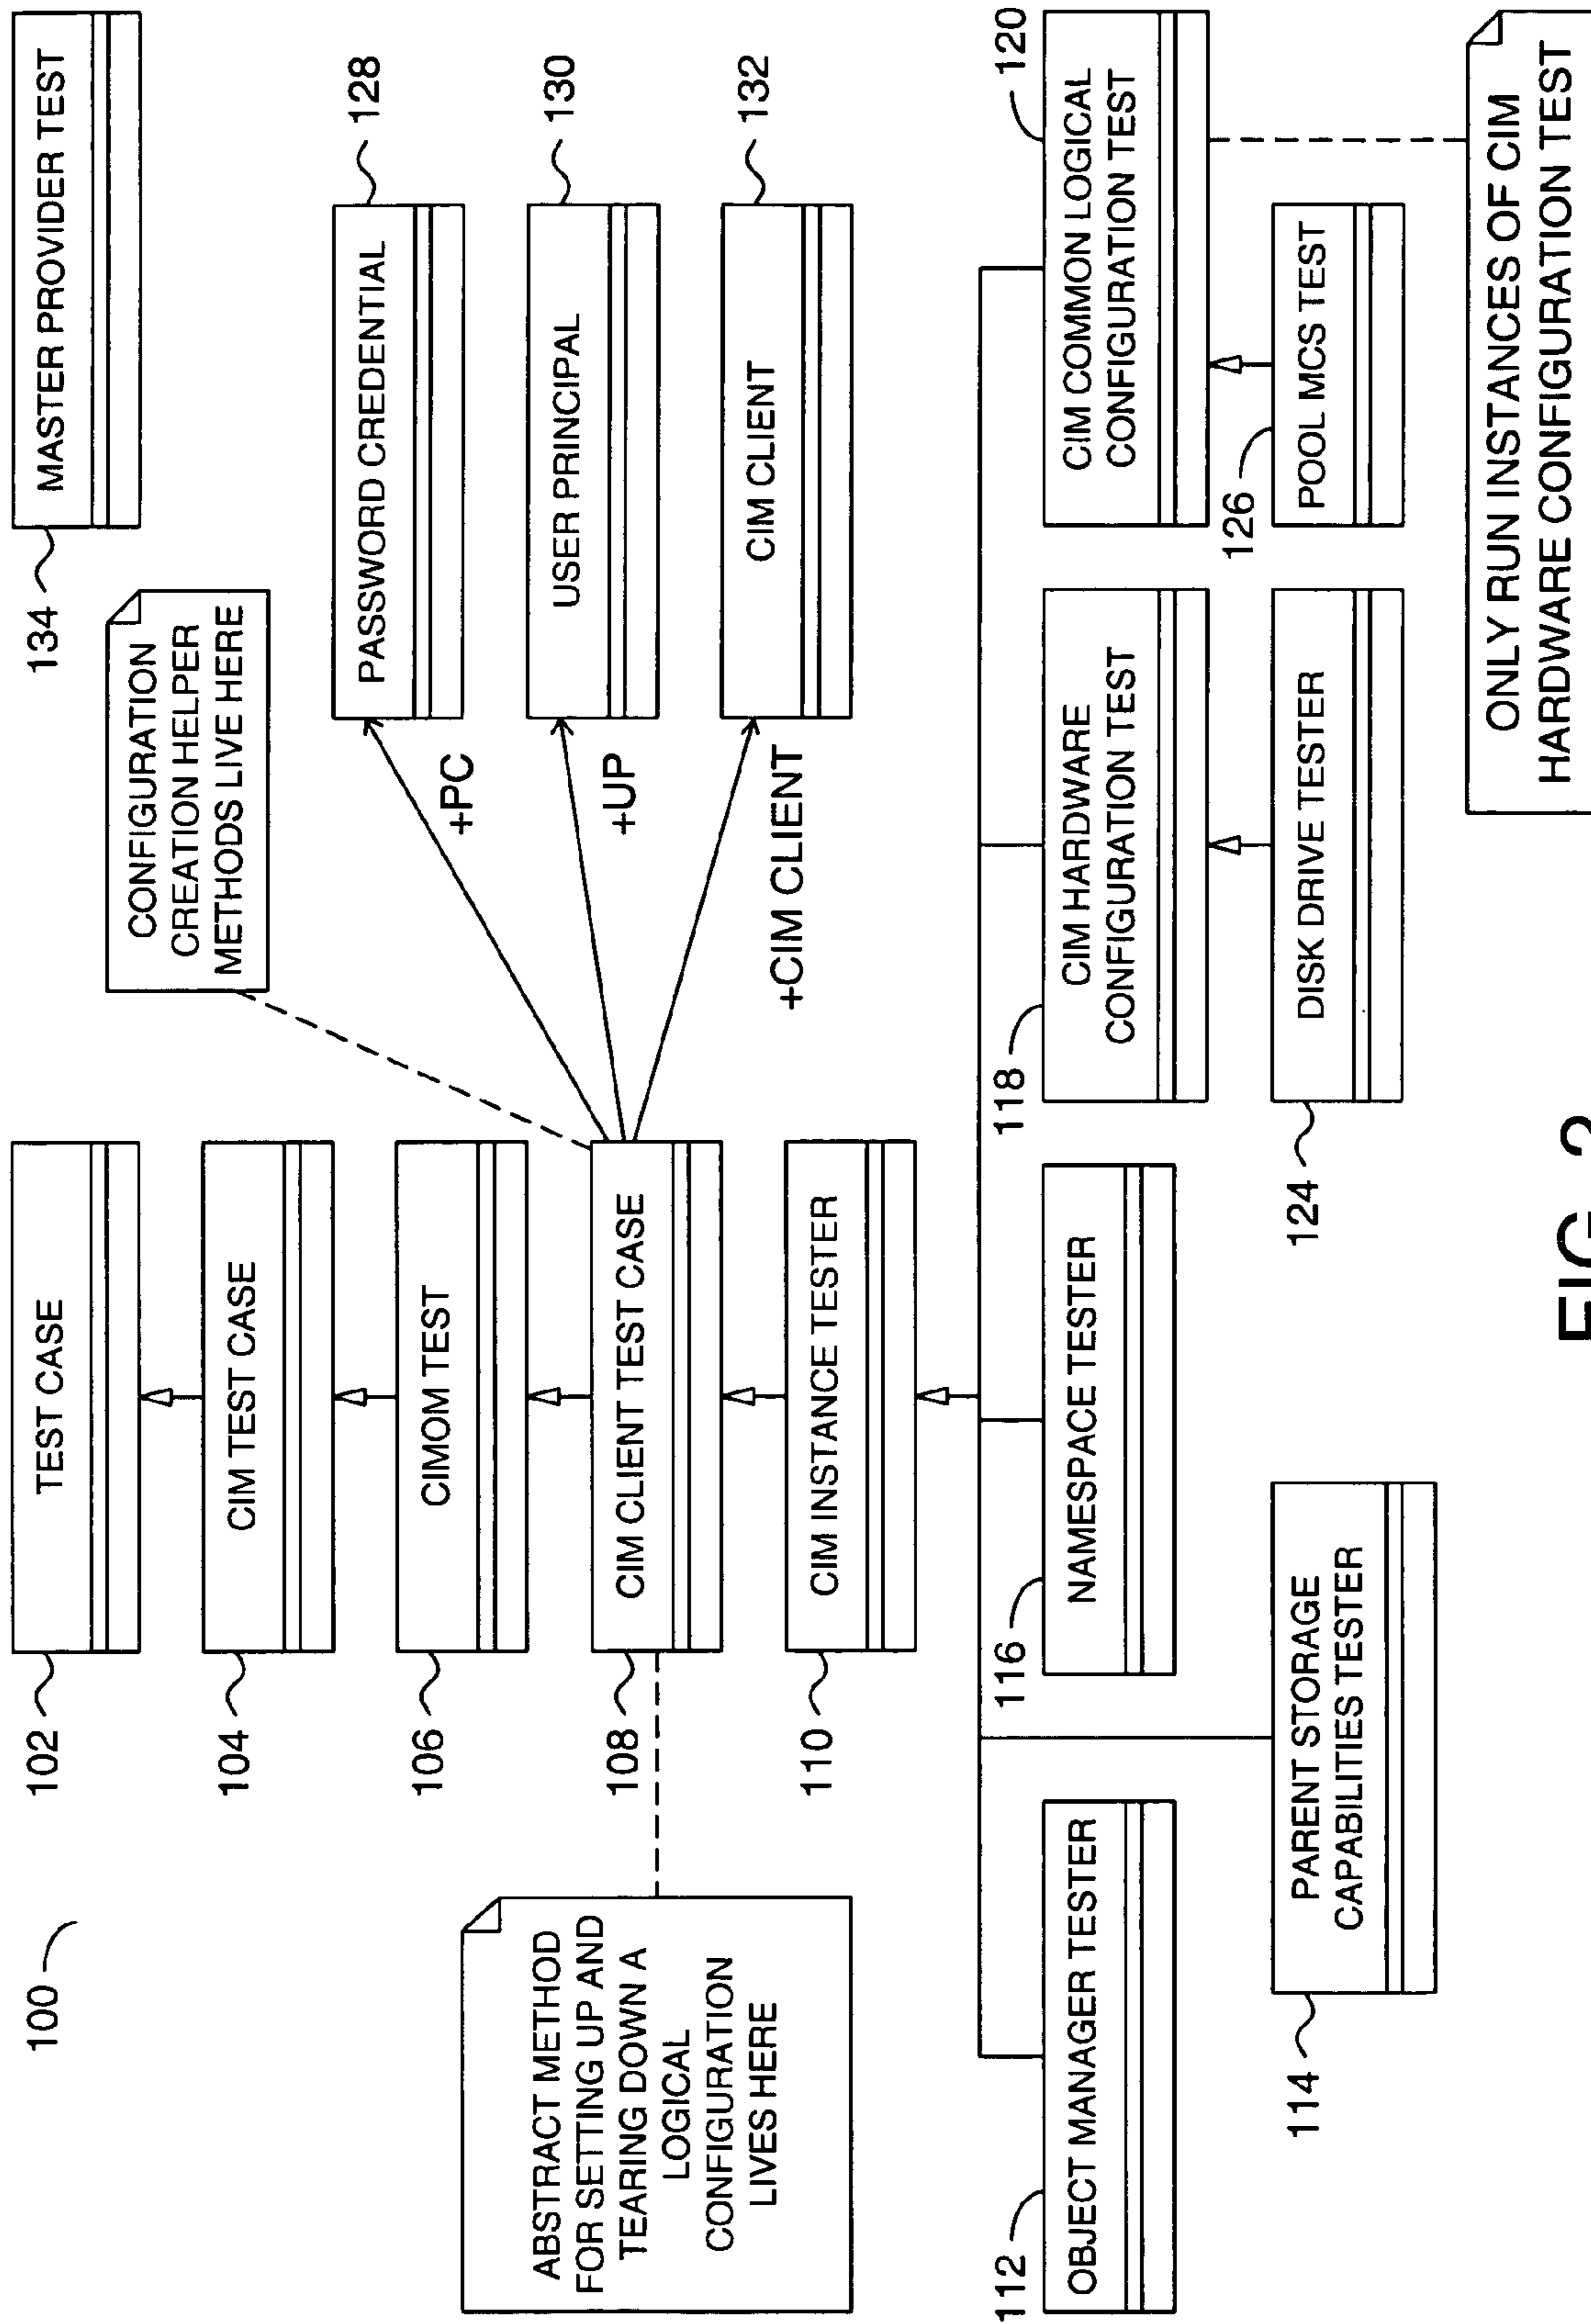 100
102
TEST CASE
104
CIM TEST CASE
106
CIMOM TEST
108
CIM CLIENT TEST CASE
110
CIM INSTANCE TESTER
ABSTRACT METHOD
FOR SETTING UP AND
TEARING DOWN A
LOGICAL
CONFIGURATION
LIVES HERE
134
MASTER PROVIDER TEST
CONFIGURATION
CREATION HELPER
METHODS LIVE HERE
+PC
PASSWORD CREDENTIAL
128
+UP
USER PRINCIPAL
130
+CIM CLIENT
CIM CLIENT
132
112
OBJECT MANAGER TESTER
114
PARENT STORAGE
CAPABILITIES TESTER
116
NAMESPACE TESTER
118
CIM HARDWARE
CONFIGURATION TEST
124
DISK DRIVE TESTER
120
CIM COMMON LOGICAL
CONFIGURATION TEST
126
POOL MCS TEST
ONLY RUN INSTANCES OF CIM
HARDWARE CONFIGURATION TEST
FIG. 2